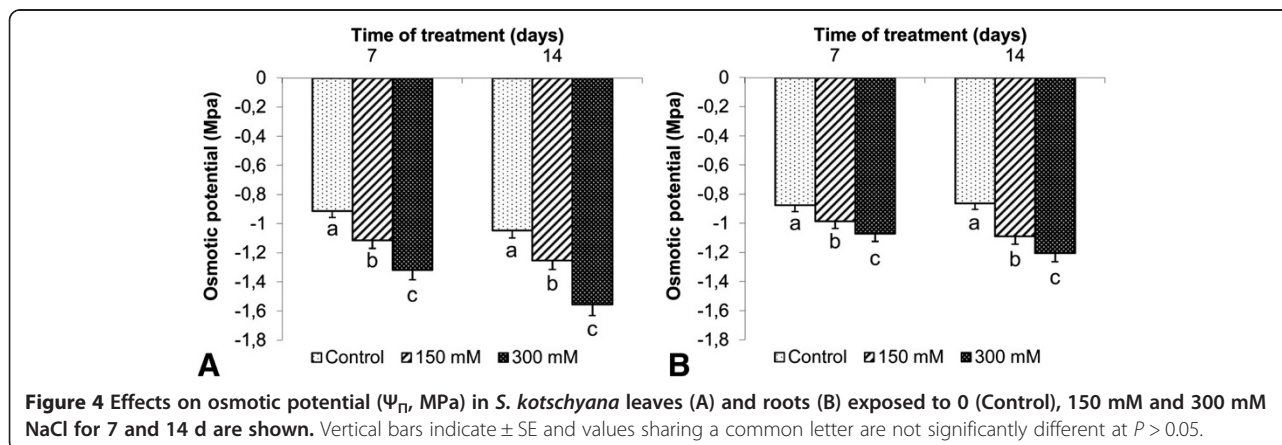 Time of treatment (days)
7 14
0
-0,2
-0,4
-0,6
-0,8
-1
-1,2
-1,4
-1,6
-1,8
Osmotic potential (Mpa)
a b c a b c
Control 150 mM 300 mM
A
Time of treatment (days)
7 14
0
-0,2
-0,4
-0,6
-0,8
-1
-1,2
-1,4
-1,6
-1,8
Osmotic potential (Mpa)
a b c a b c
Control 150 mM 300 mM
B
Figure 4 Effects on osmotic potential (ΨΠ, MPa) in S. kotschyana leaves (A) and roots (B) exposed to 0 (Control), 150 mM and 300 mM
NaCl for 7 and 14 d are shown. Vertical bars indicate ± SE and values sharing a common letter are not significantly different at P > 0.05.